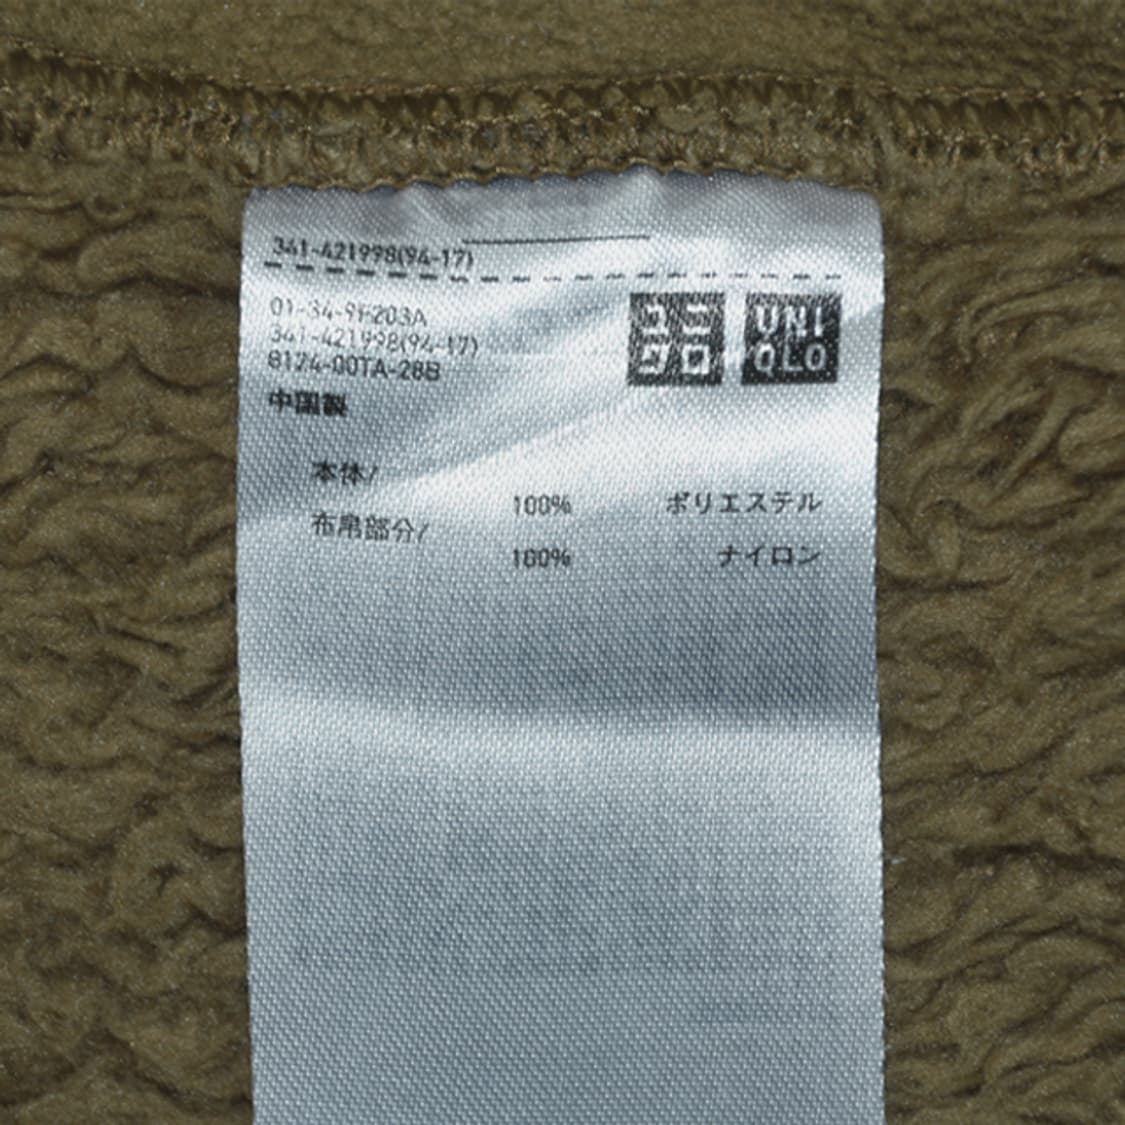 341-421998(94-17)
01-34-9F203A
341-421998(94-17)
8124-00TA-28B
中国製
ユニ
クロ
UNI
QLO
本体/
100% ポリエステル
布帛部分/
100% ナイロン